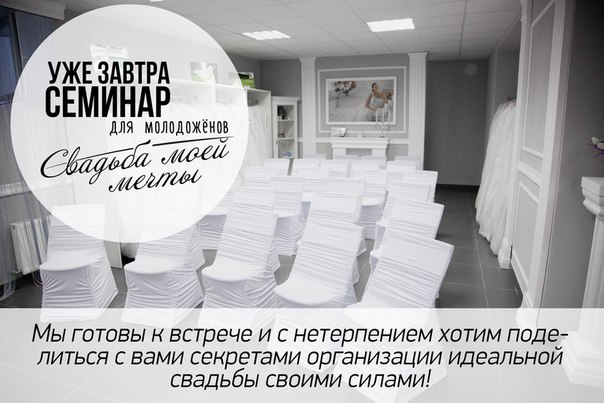 УЖЕ ЗАВТРА
СЕМИНАР
ДЛЯ МОЛОДОЖЁНОВ
Свадьба моей
мечты
Мы готовы к встрече и с нетерпением хотим поде-
литься с вами секретами организации идеальной
свадьбы своими силами!